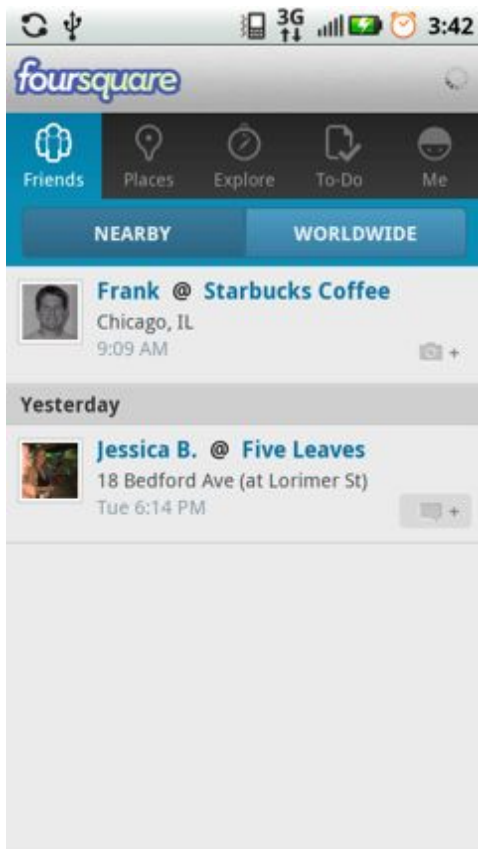 3G 3:42
foursquare
Friends Places Explore To-Do Me
NEARBY WORLDWIDE
Frank @ Starbucks Coffee
Chicago, IL
9:09 AM
+
Yesterday
Jessica B. @ Five Leaves
18 Bedford Ave (at Lorimer St)
Tue 6:14 PM
+